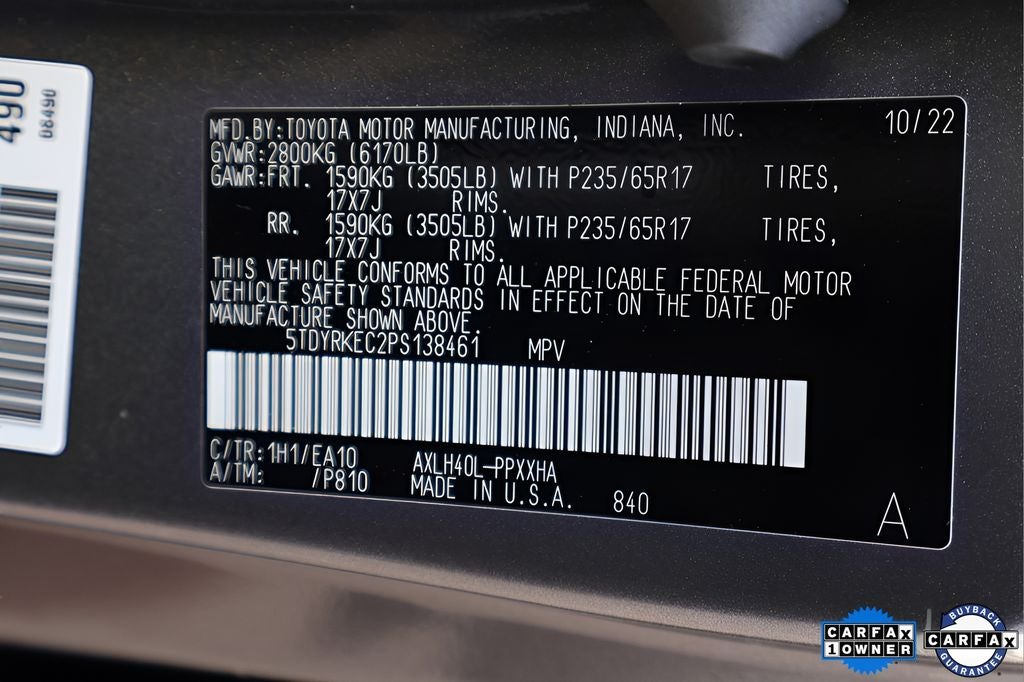 490
08490
MFD.BY:TOYOTA MOTOR MANUFACTURING, INDIANA, INC. 10/22
GVWR:2800KG (6170LB)
GAWR:FRT. 1590KG (3505LB) WITH P235/65R17 TIRES,
17X7J RIMS.
RR. 1590KG (3505LB) WITH P235/65R17 TIRES,
17X7J RIMS.
THIS VEHICLE CONFORMS TO ALL APPLICABLE FEDERAL MOTOR
VEHICLE SAFETY STANDARDS IN EFFECT ON THE DATE OF
MANUFACTURE SHOWN ABOVE.
5TDYRKEC2PS138461 MPV
C/TR:1H1/EA10 AXLH40L-PPXXHA
A/TM: /P810 MADE IN U.S.A. 840
A
CARFAX
1 OWNER
BUYBACK
CARFAX
GUARANTEE